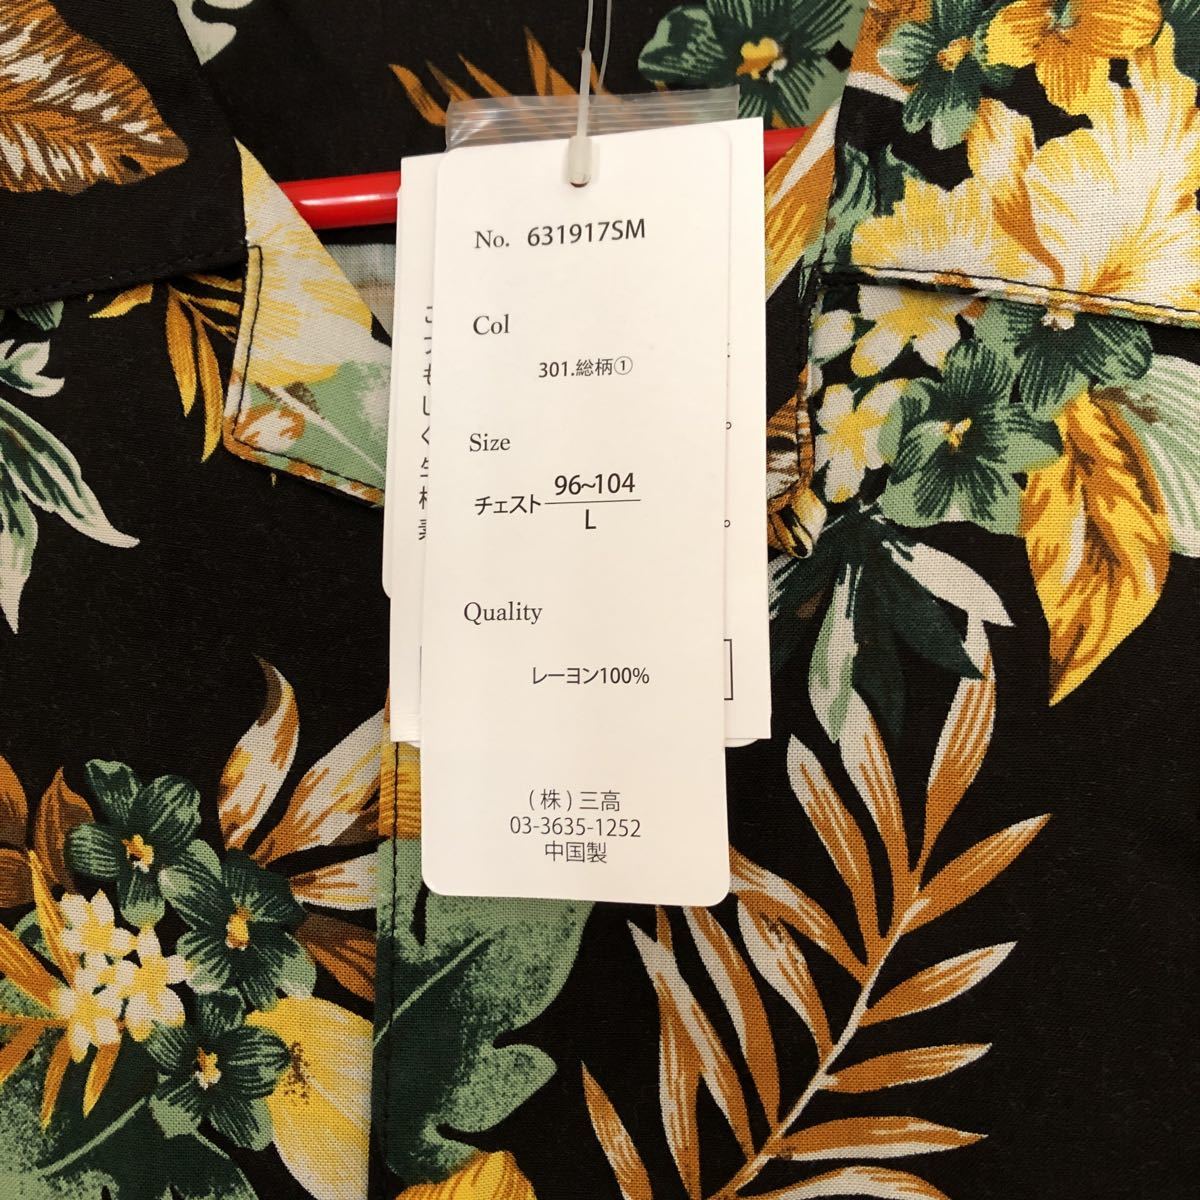 No. 631917SM
Col
301.総柄①
Size
チェスト 96~104
L
Quality
レーヨン100%
(株)三高
03-3635-1252
中国製